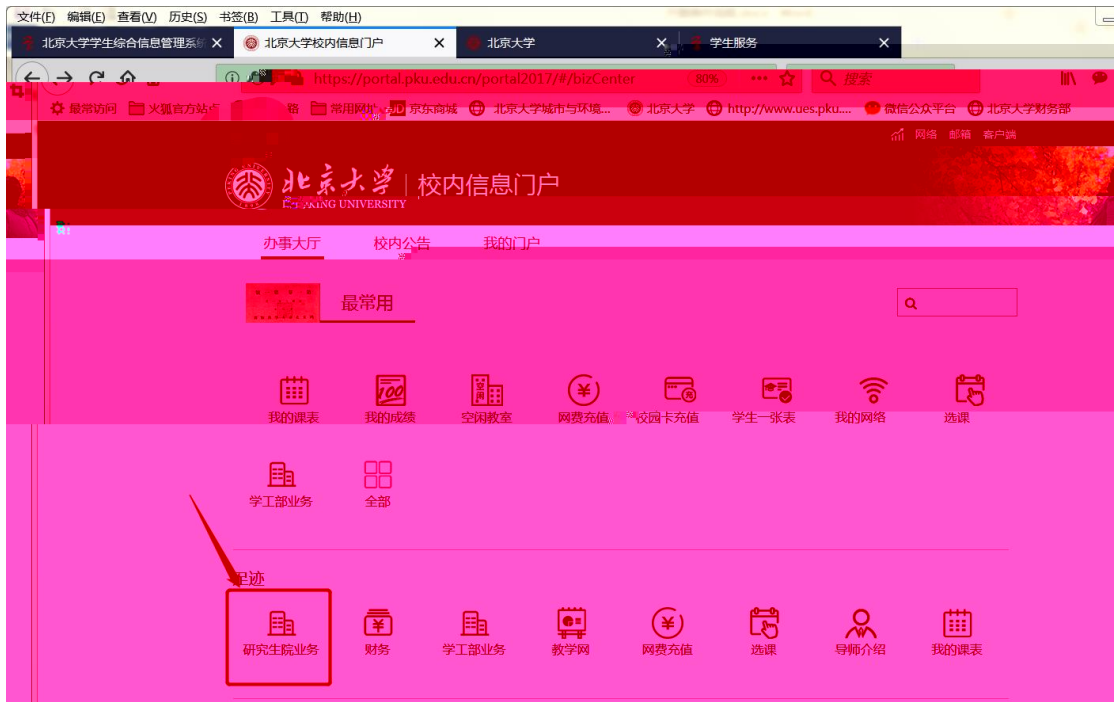 文件(F) 编辑(E) 查看(V) 历史(S) 书签(B) 工具(T) 帮助(H)
北京大学学生综合信息管理系统 北京大学校内信息门户 北京大学 学生服务
https://portal.pku.edu.cn/portal2017/#/bizCenter 80% 搜索
最常访问 火狐官方站点 常用网址 京东商城 北京大学城市与环境... 北京大学 http://www.ues.pku.... 微信公众平台 北京大学财务部
网络 邮箱 客户端
北京大学 校内信息门户
PEKING UNIVERSITY
办事大厅 校内公告 我的门户
最常用
我的课表 我的成绩 空闲教室 网费充值 校园卡充值 学生一张表 我的网络 选课
学工部业务 全部
足迹
研究生院业务 财务 学工部业务 教学网 网费充值 选课 导师介绍 我的课表